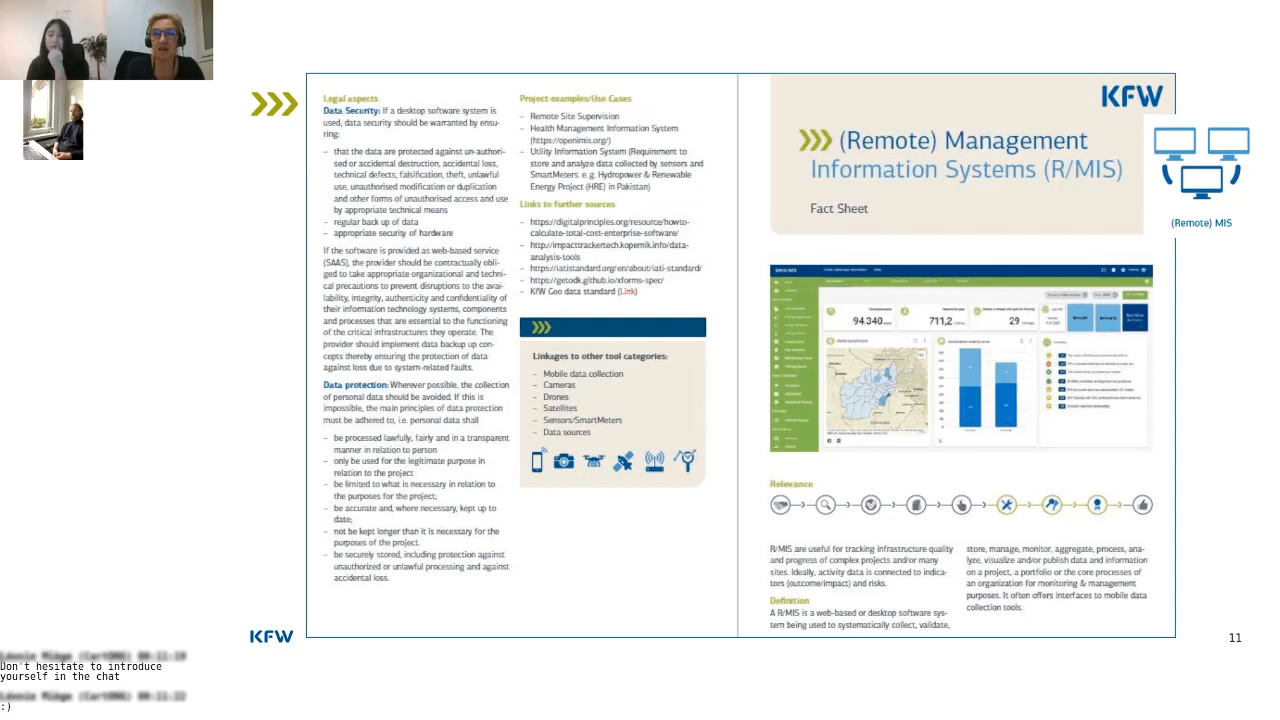 Legal aspects
Data Security: If a desktop software system is
used, data security should be warranted by ensu-
ring:
– that the data are protected against un-authori-
sed or accidental destruction, accidental loss,
technical defects, falsification, theft, unlawful
use, unauthorised modification or duplication
and other forms of unauthorised access and use
by appropriate technical means
– regular back up of data
– appropriate security of hardware
If the software is provided as web-based service
(SAAS), the provider should be contractually obli-
ged to take appropriate organizational and techni-
cal precautions to prevent disruptions to the avai-
lability, integrity, authenticity and confidentiality of
their information technology systems, components
and processes that are essential to the functioning
of the critical infrastructures they operate. The
provider should implement data backup con-
cepts thereby ensuring the protection of data
against loss due to system-related faults.
Data protection: Wherever possible, the collection
of personal data should be avoided. If this is
impossible, the main principles of data protection
must be adhered to, i.e. personal data shall
– be processed lawfully, fairly and in a transparent
manner in relation to person
– only be used for the legitimate purpose in
relation to the project
– be limited to what is necessary in relation to
the purposes for the project;
– be accurate and, where necessary, kept up to
date;
– not be kept longer than it is necessary for the
purposes of the project.
– be securely stored, including protection against
unauthorized or unlawful processing and against
accidental loss.
Project examples/Use Cases
– Remote Site Supervision
– Health Management Information System
(https://openimis.org/)
– Utility Information System (Requirement to
store and analyze data collected by sensors and
SmartMeters. e.g. Hydropower & Renewable
Energy Project (HRE) in Pakistan)
Links to further sources
– https://digitalprinciples.org/resource/howto-
calculate-total-cost-enterprise-software/
– http://impacttrackertech.kopernik.info/data-
analysis-tools
– https://iatistandard.org/en/about/iati-standard/
– https://getodk.github.io/xforms-spec/
– KfW Geo data standard (Link)
Linkages to other tool categories:
– Mobile data collection
– Cameras
– Drones
– Satellites
– Sensors/SmartMeters
– Data sources
KFW
(Remote) Management
Information Systems (R/MIS)
Fact Sheet
(Remote) MIS
94.340
711,2
29
Relevance
R/MIS are useful for tracking infrastructure quality
and progress of complex projects and/or many
sites. Ideally, activity data is connected to indica-
tors (outcome/impact) and risks.
Definition
A R/MIS is a web-based or desktop software sys-
tem being used to systematically collect, validate,
store, manage, monitor, aggregate, process, ana-
lyze, visualize and/or publish data and information
on a project, a portfolio or the core processes of
an organization for monitoring & management
purposes. It often offers interfaces to mobile data
collection tools.
KFW
11
Don't hesitate to introduce
yourself in the chat
:)